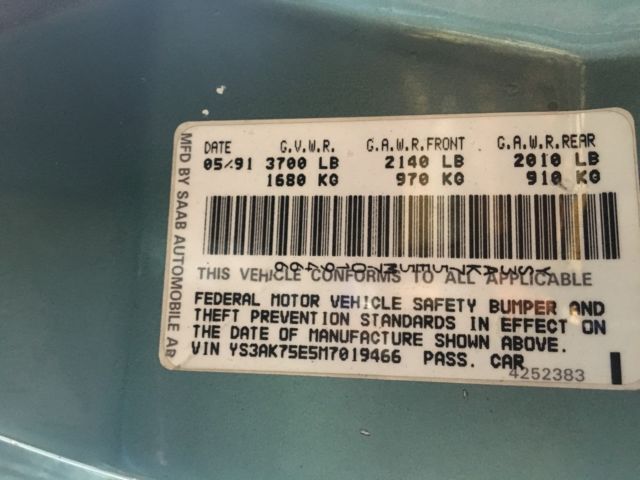 MFD BY SAAB AUTOMOBILE AB
DATE G.V.W.R. G.A.W.R.FRONT G.A.W.R.REAR
05/91 3700 LB 2140 LB 2010 LB
1680 KG 970 KG 910 KG
YS3AK75E5M7019466
THIS VEHICLE CONFORMS TO ALL APPLICABLE
FEDERAL MOTOR VEHICLE SAFETY BUMPER AND
THEFT PREVENTION STANDARDS IN EFFECT ON
THE DATE OF MANUFACTURE SHOWN ABOVE.
VIN YS3AK75E5M7019466 PASS. CAR
4252383